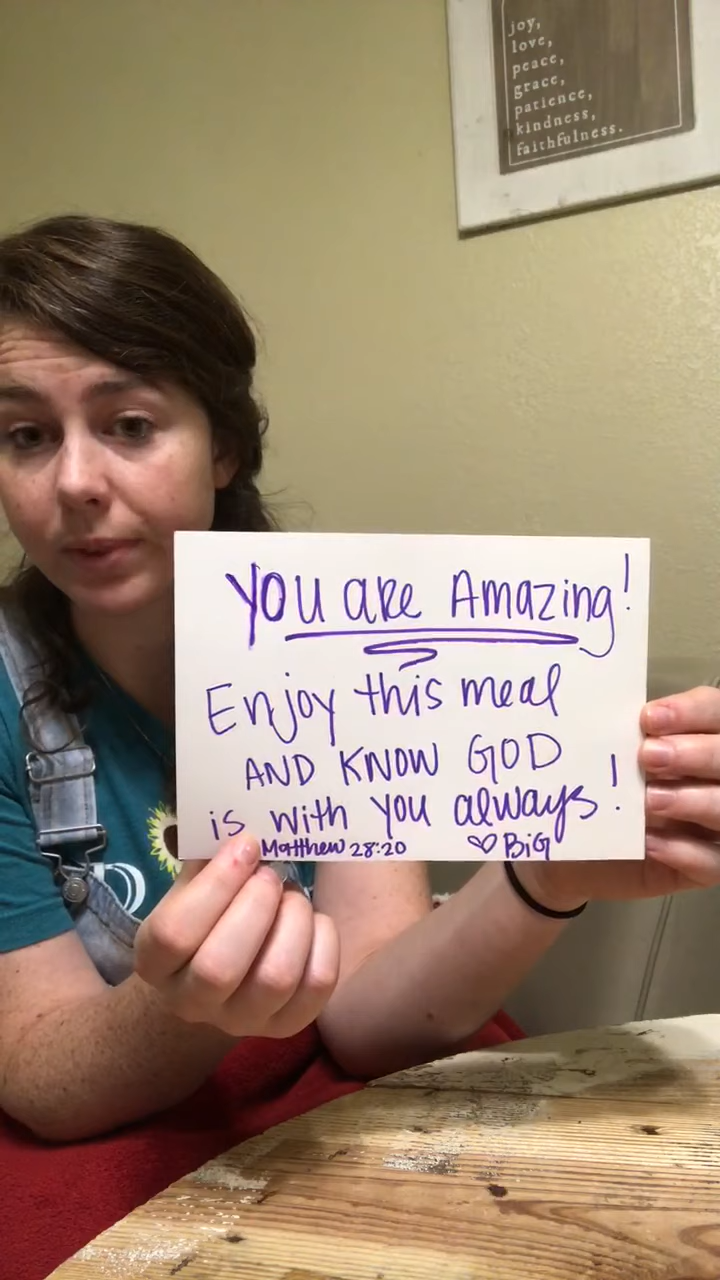 joy,
love,
peace,
grace,
patience,
kindness,
faithfulness.
You are Amazing!
Enjoy this meal
AND KNOW GOD
is with you always!
Matthew 28:20 ♡ BiG